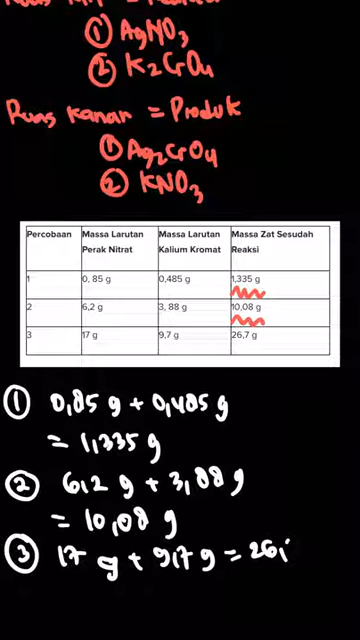 ① AgNO3
② K2CrO4
Ruas Kanan = Produk
① Ag2CrO4
② KNO3
Percobaan Massa Larutan Perak Nitrat Massa Larutan Kalium Kromat Massa Zat Sesudah Reaksi
1 0, 85 g 0,485 g 1,335 g
2 6,2 g 3, 88 g 10,08 g
3 17 g 9,7 g 26,7 g
① 0,85 g + 0,485 g
= 1,335 g
② 6,2 g + 3,88 g
= 10,08 g
③ 17 g + 9,7 g = 26,